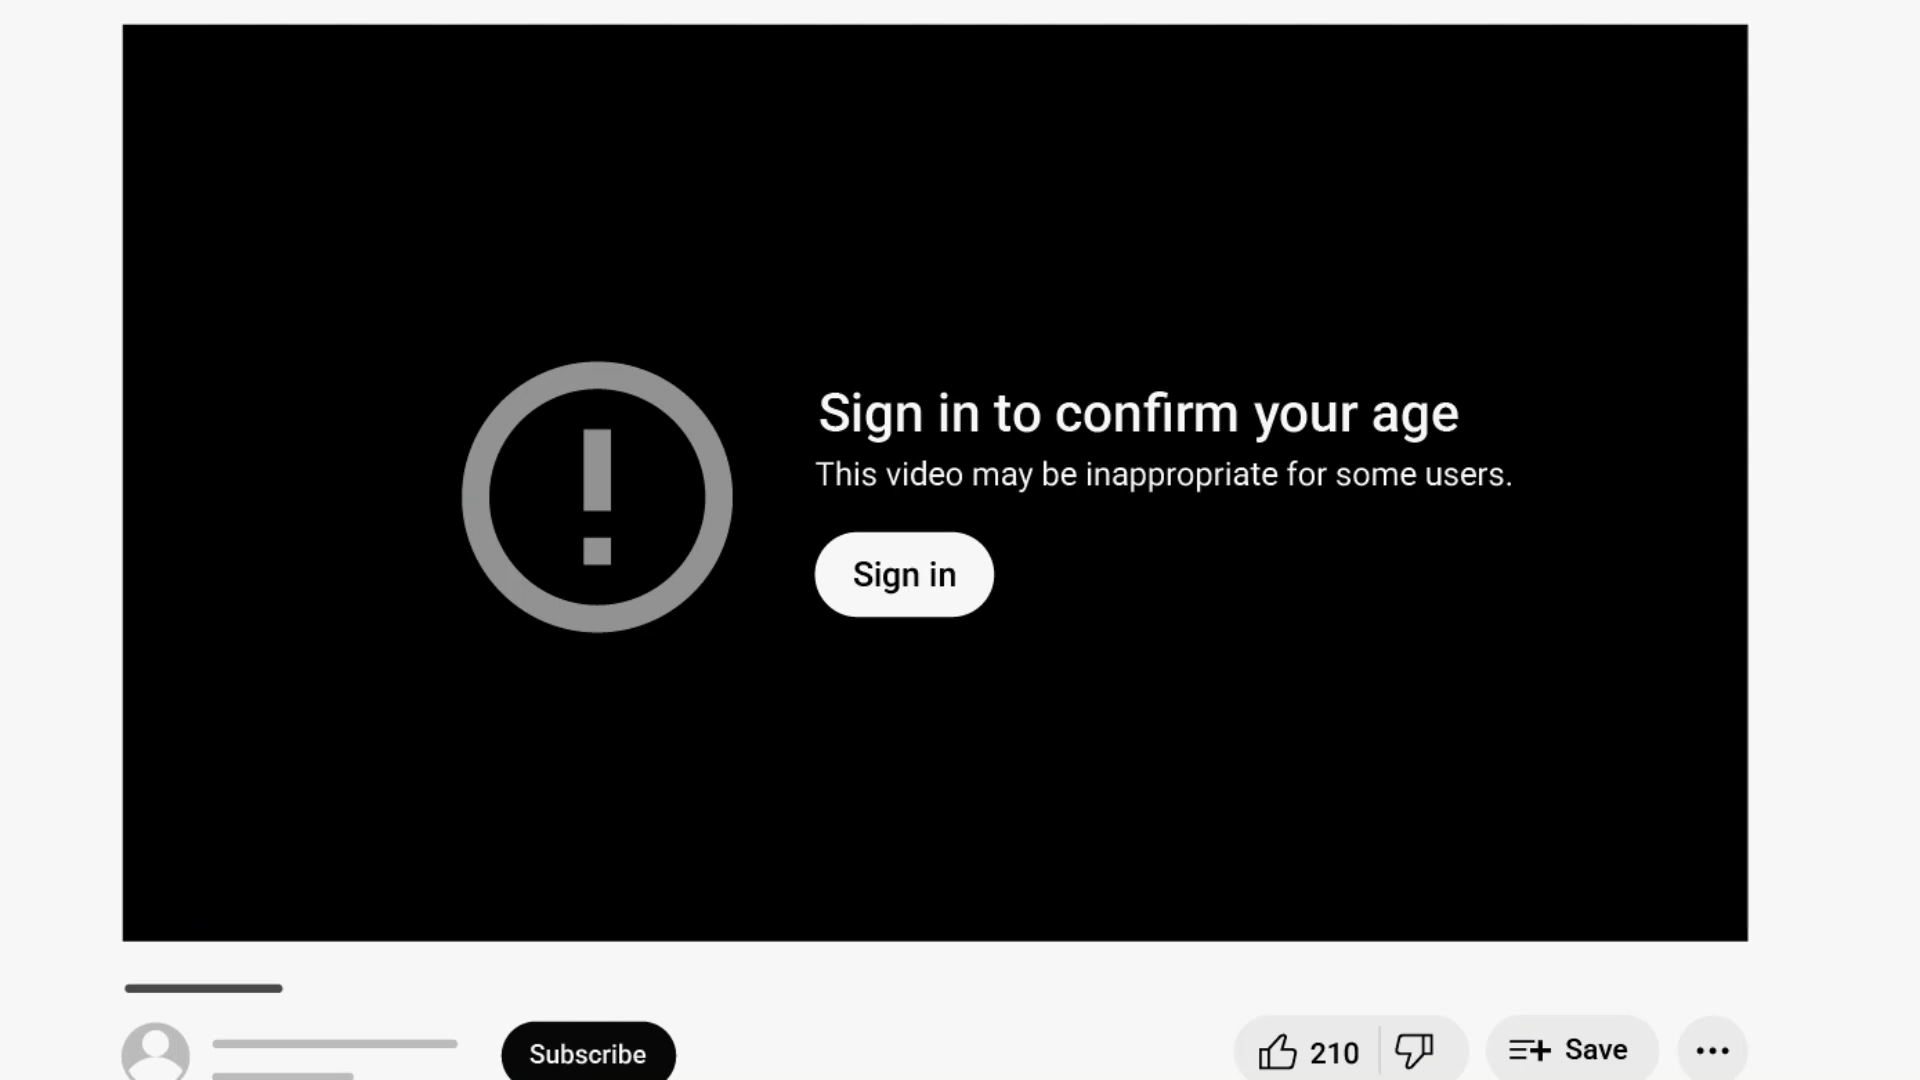 Sign in to confirm your age
This video may be inappropriate for some users.
Sign in
Subscribe
210
Save